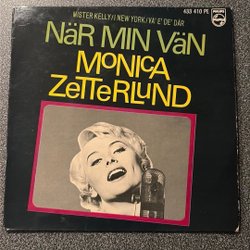 433 410 PE
PHILIPS
MISTER KELLY/I NEW YORK/VA' E' DE' DÄR
NÄR MIN VÄN
MONICA
ZETTERLUND